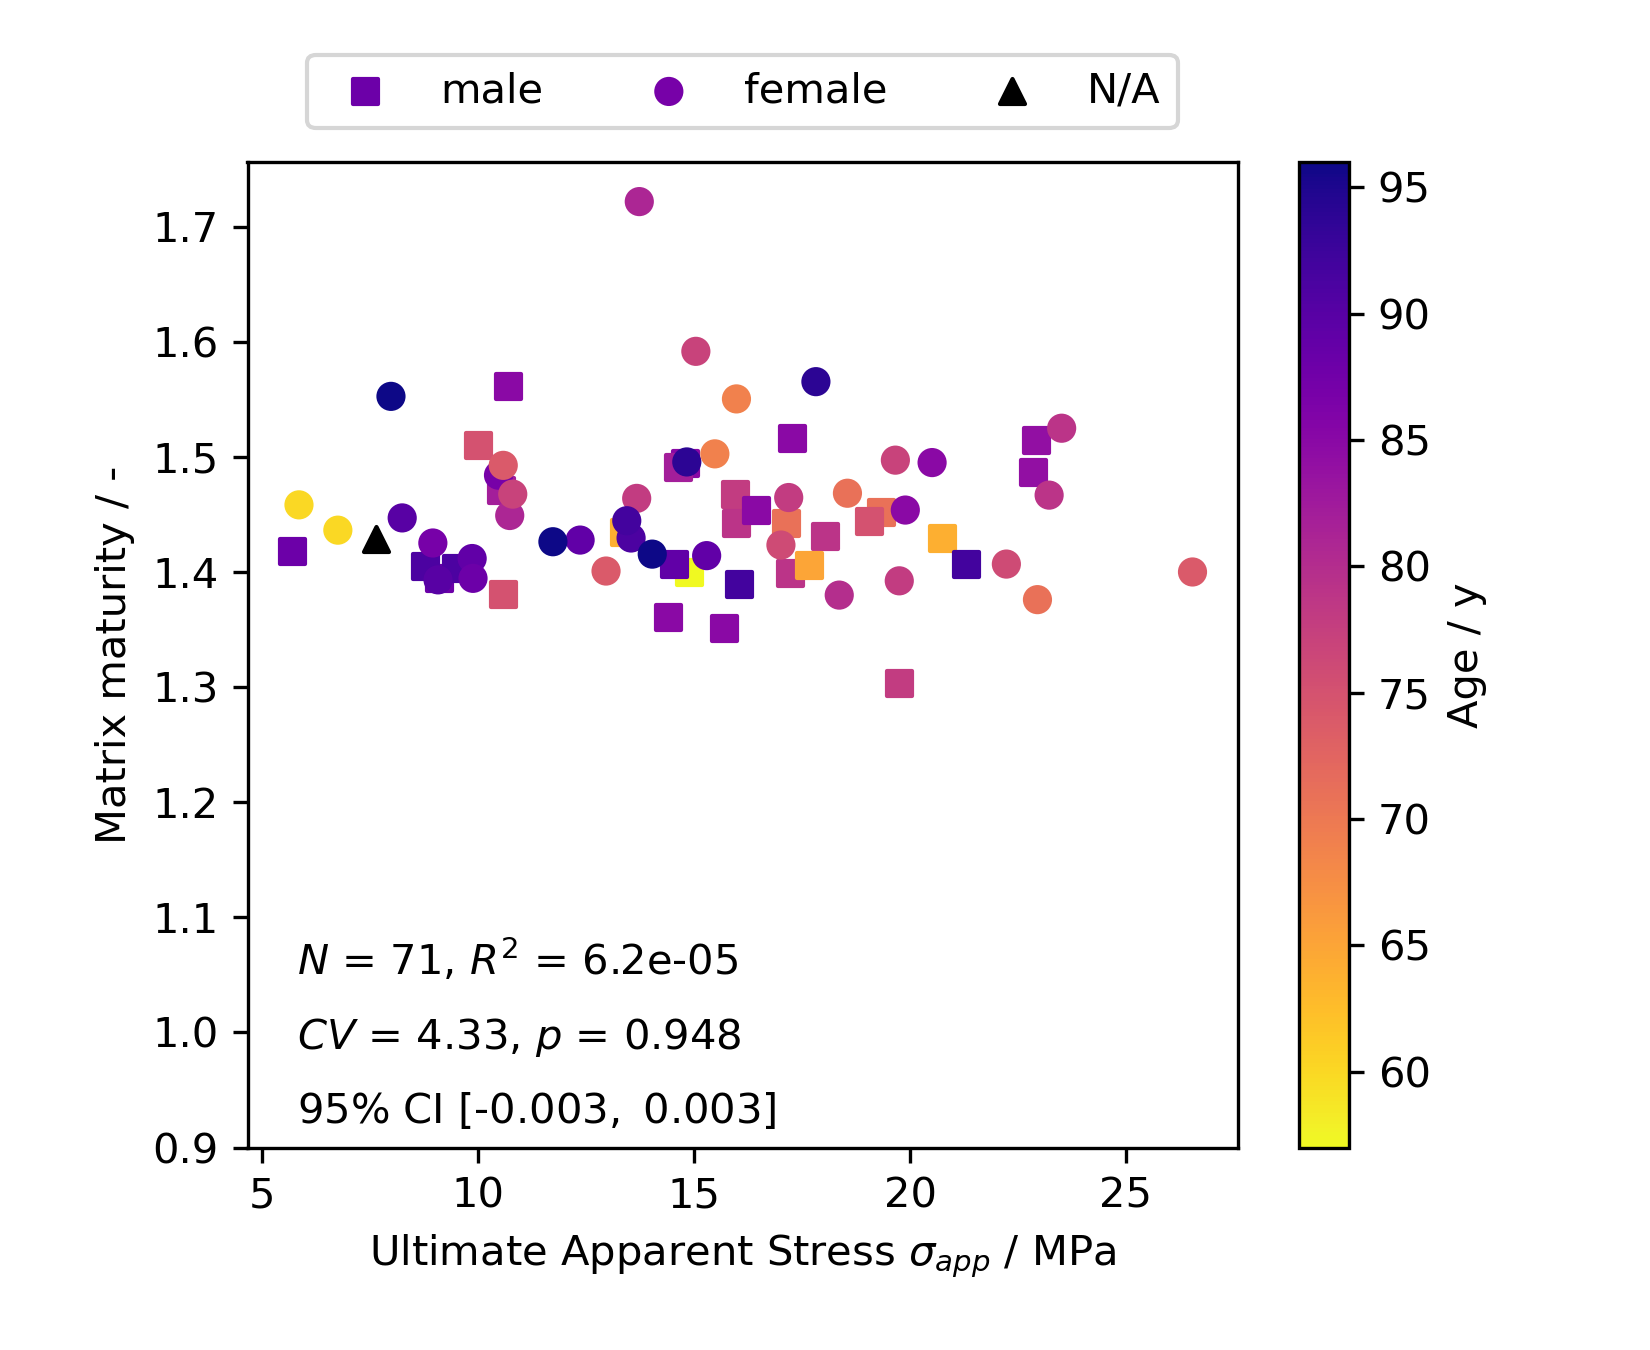 male female N/A
1.7
1.6
1.5
1.4
1.3
1.2
1.1
1.0
0.9
Matrix maturity / -
N = 71, R² = 6.2e-05
CV = 4.33, p = 0.948
95% CI [-0.003, 0.003]
5 10 15 20 25
Ultimate Apparent Stress σ_app / MPa
95
90
85
80
75
70
65
60
Age / y